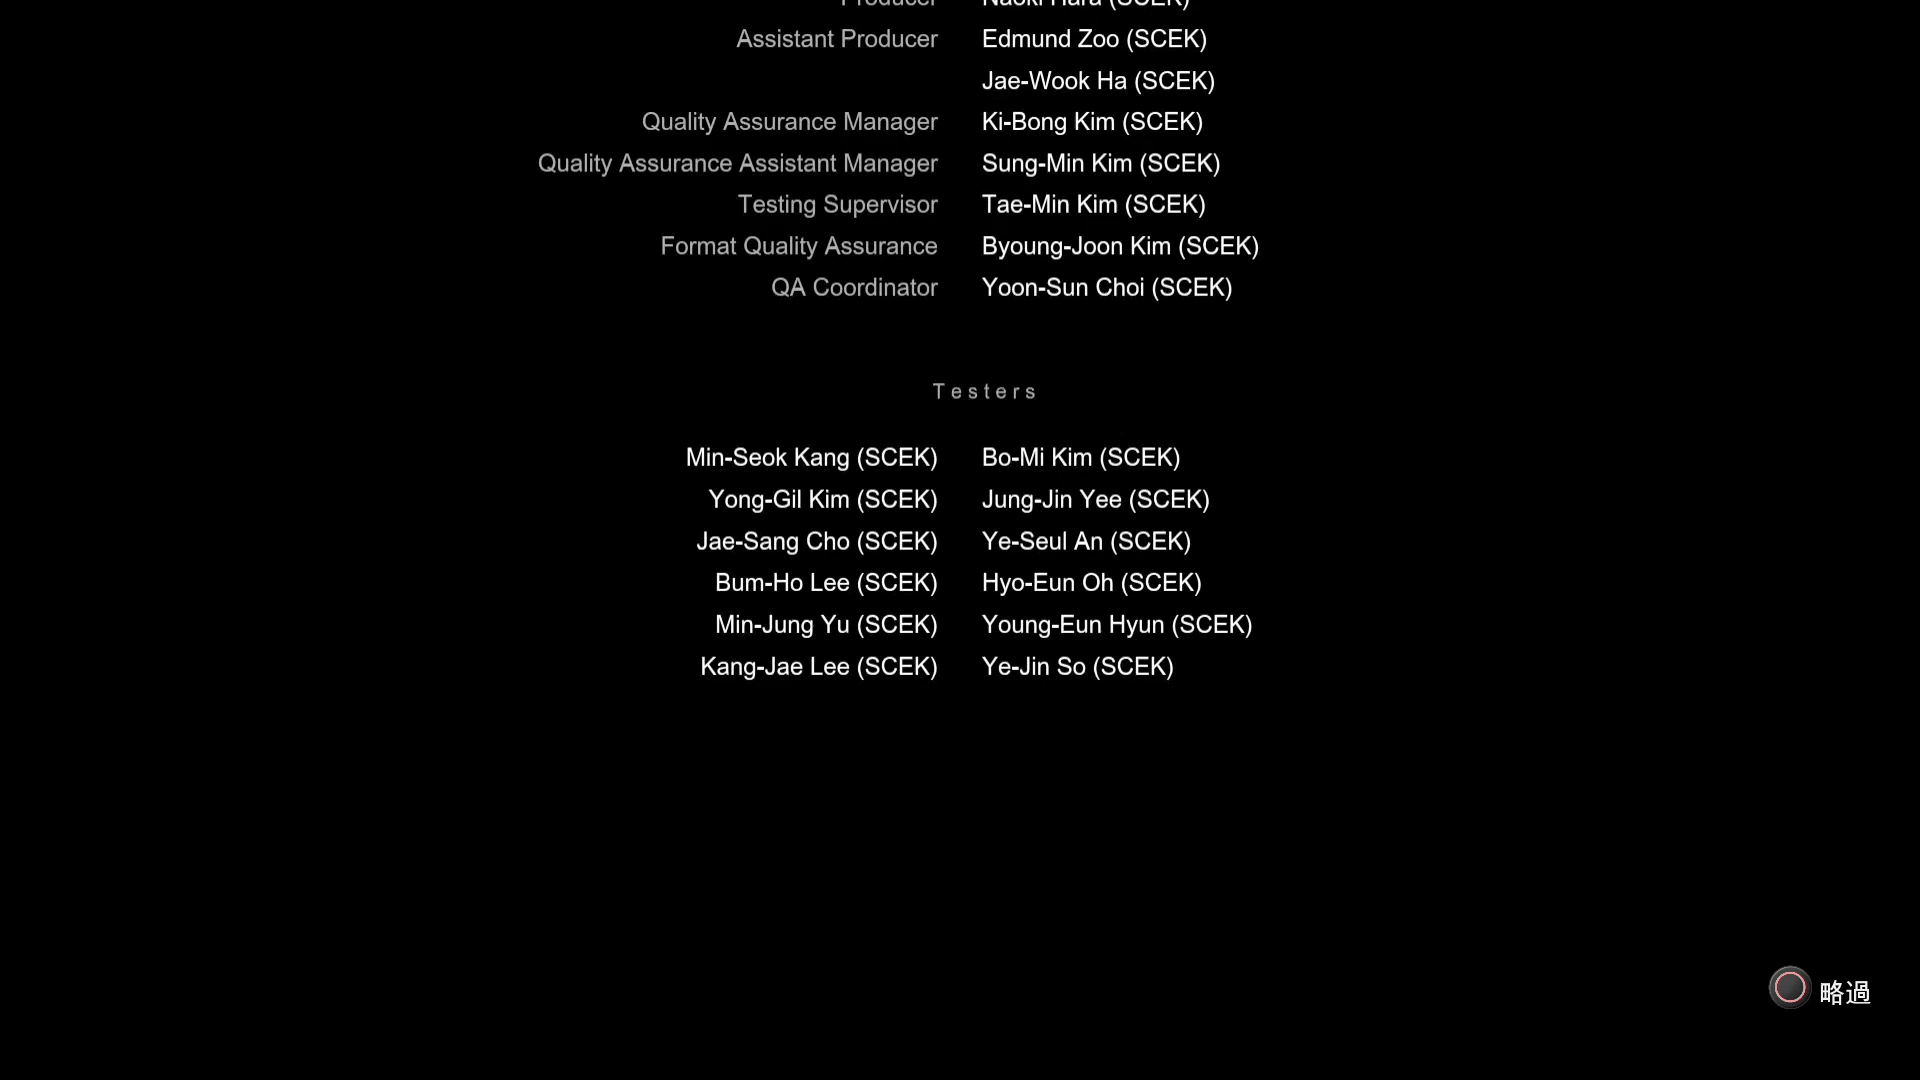 Producer Naoki Hara (SCEK)
Assistant Producer Edmund Zoo (SCEK)
Jae-Wook Ha (SCEK)
Quality Assurance Manager Ki-Bong Kim (SCEK)
Quality Assurance Assistant Manager Sung-Min Kim (SCEK)
Testing Supervisor Tae-Min Kim (SCEK)
Format Quality Assurance Byoung-Joon Kim (SCEK)
QA Coordinator Yoon-Sun Choi (SCEK)
Testers
Min-Seok Kang (SCEK) Bo-Mi Kim (SCEK)
Yong-Gil Kim (SCEK) Jung-Jin Yee (SCEK)
Jae-Sang Cho (SCEK) Ye-Seul An (SCEK)
Bum-Ho Lee (SCEK) Hyo-Eun Oh (SCEK)
Min-Jung Yu (SCEK) Young-Eun Hyun (SCEK)
Kang-Jae Lee (SCEK) Ye-Jin So (SCEK)
略過